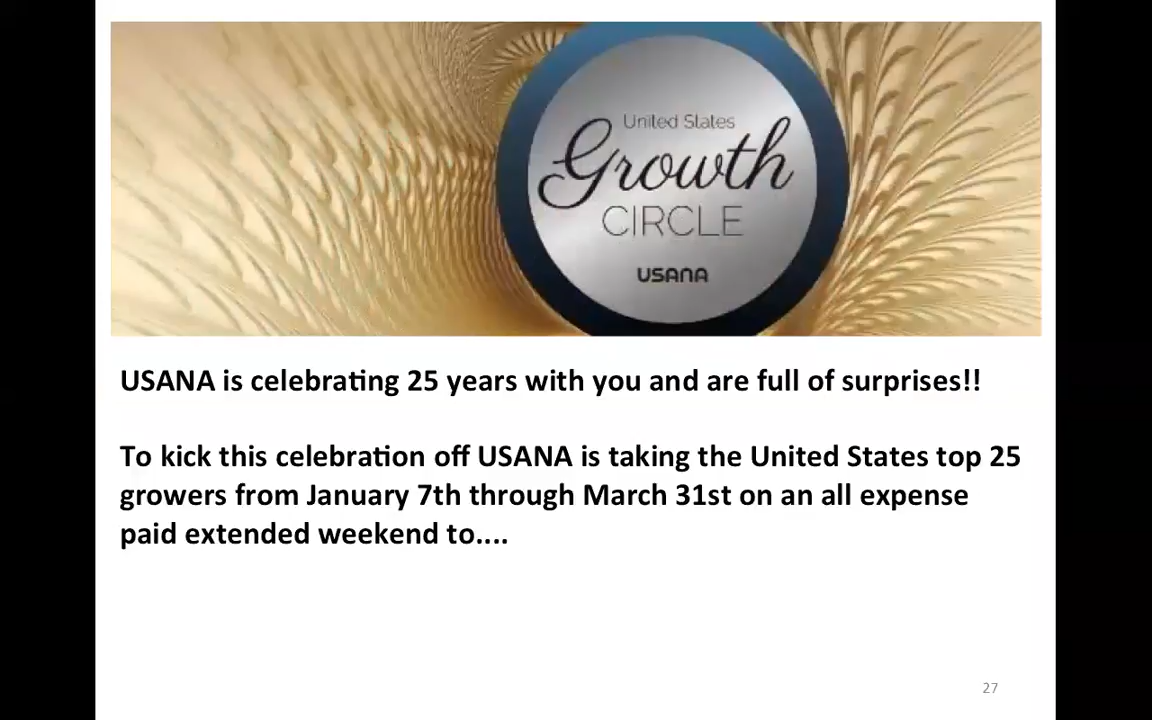 United States
Growth
CIRCLE
USANA
USANA is celebrating 25 years with you and are full of surprises!!
To kick this celebration off USANA is taking the United States top 25
growers from January 7th through March 31st on an all expense
paid extended weekend to....
27